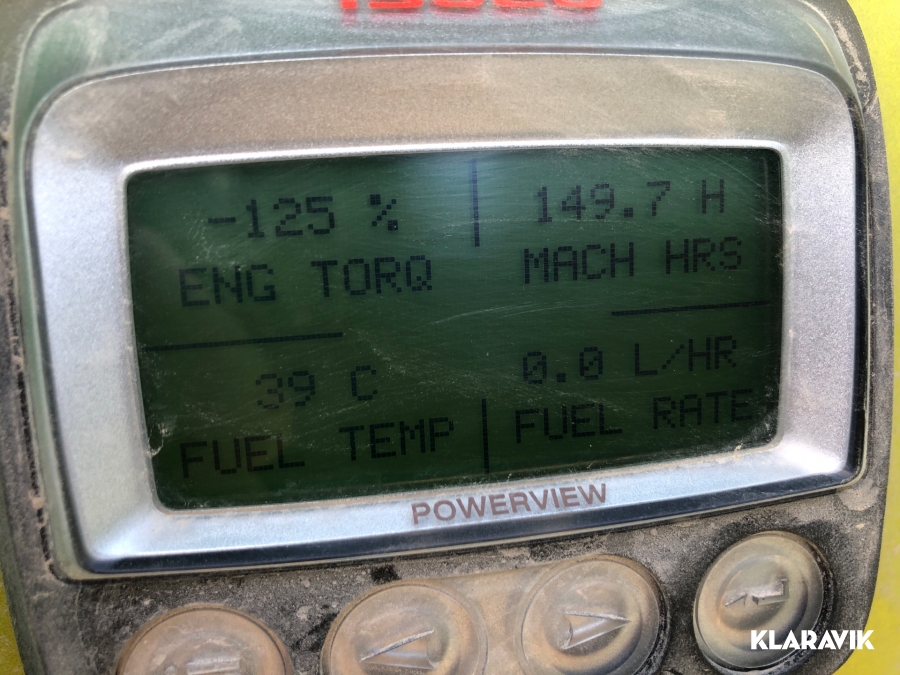 -125 %
149.7 H
ENG TORQ
MACH HRS
39 C
0.0 L/HR
FUEL TEMP
FUEL RATE
POWERVIEW
KLARAVIK